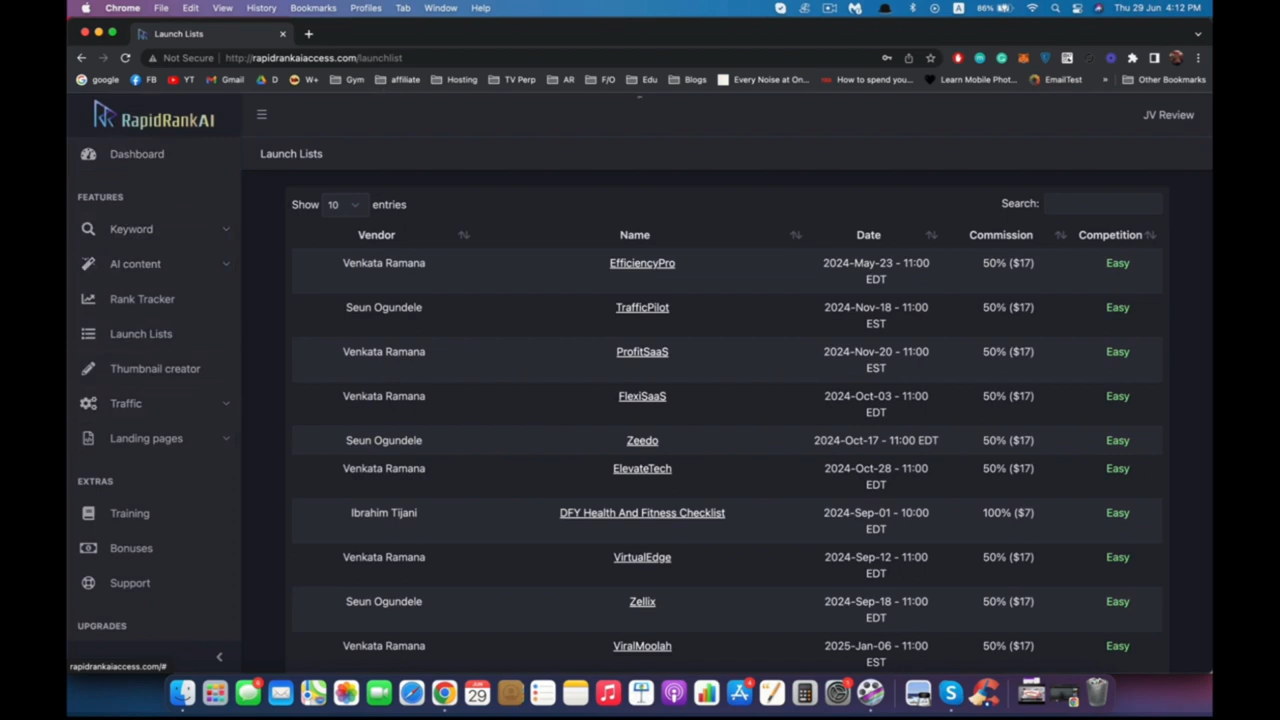 Chrome File Edit View History Bookmarks Profiles Tab Window Help
A 86% Thu 29 Jun 4:12 PM
Launch Lists
Not Secure http://rapidrankaiaccess.com/launchlist
google FB YT Gmail D W+ Gym affiliate Hosting TV Perp AR F/O Edu Blogs Every Noise at On... How to spend you... Learn Mobile Phot... EmailTest » Other Bookmarks
RapidRankAI
JV Review
Dashboard
Launch Lists
FEATURES
Keyword
AI content
Rank Tracker
Launch Lists
Thumbnail creator
Traffic
Landing pages
EXTRAS
Training
Bonuses
Support
UPGRADES
rapidrankaiaccess.com/#
Show 10 entries
Search:
Vendor Name Date Commission Competition
Venkata Ramana EfficiencyPro 2024-May-23 - 11:00 50% ($17) Easy
EDT
Seun Ogundele TrafficPilot 2024-Nov-18 - 11:00 50% ($17) Easy
EST
Venkata Ramana ProfitSaaS 2024-Nov-20 - 11:00 50% ($17) Easy
EST
Venkata Ramana FlexiSaaS 2024-Oct-03 - 11:00 50% ($17) Easy
EDT
Seun Ogundele Zeedo 2024-Oct-17 - 11:00 EDT 50% ($17) Easy
Venkata Ramana ElevateTech 2024-Oct-28 - 11:00 50% ($17) Easy
EDT
Ibrahim Tijani DFY Health And Fitness Checklist 2024-Sep-01 - 10:00 100% ($7) Easy
EDT
Venkata Ramana VirtualEdge 2024-Sep-12 - 11:00 50% ($17) Easy
EDT
Seun Ogundele Zellix 2024-Sep-18 - 11:00 50% ($17) Easy
EDT
Venkata Ramana ViralMoolah 2025-Jan-06 - 11:00 50% ($17) Easy
EST
29